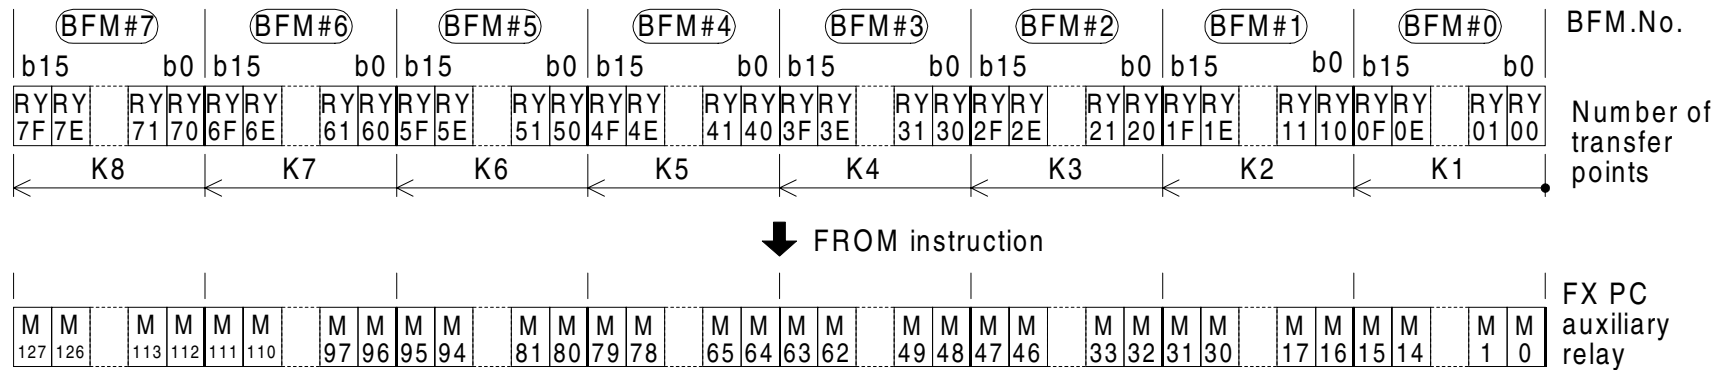 BFM#7 BFM#6 BFM#5 BFM#4 BFM#3 BFM#2 BFM#1 BFM#0 BFM.No.
b15 b0 b15 b0 b15 b0 b15 b0 b15 b0 b15 b0 b15 b0 b15 b0
RY RY RY RY RY RY RY RY RY RY RY RY RY RY RY RY RY RY RY RY RY RY RY RY RY RY RY RY RY RY RY RY
7F 7E 71 70 6F 6E 61 60 5F 5E 51 50 4F 4E 41 40 3F 3E 31 30 2F 2E 21 20 1F 1E 11 10 0F 0E 01 00
Number of
transfer
points
K8 K7 K6 K5 K4 K3 K2 K1
FROM instruction
M M M M M M M M M M M M M M M M M M M M M M M M M M M M M M M M
127 126 113 112 111 110 97 96 95 94 81 80 79 78 65 64 63 62 49 48 47 46 33 32 31 30 17 16 15 14 1 0
FX PC
auxiliary
relay